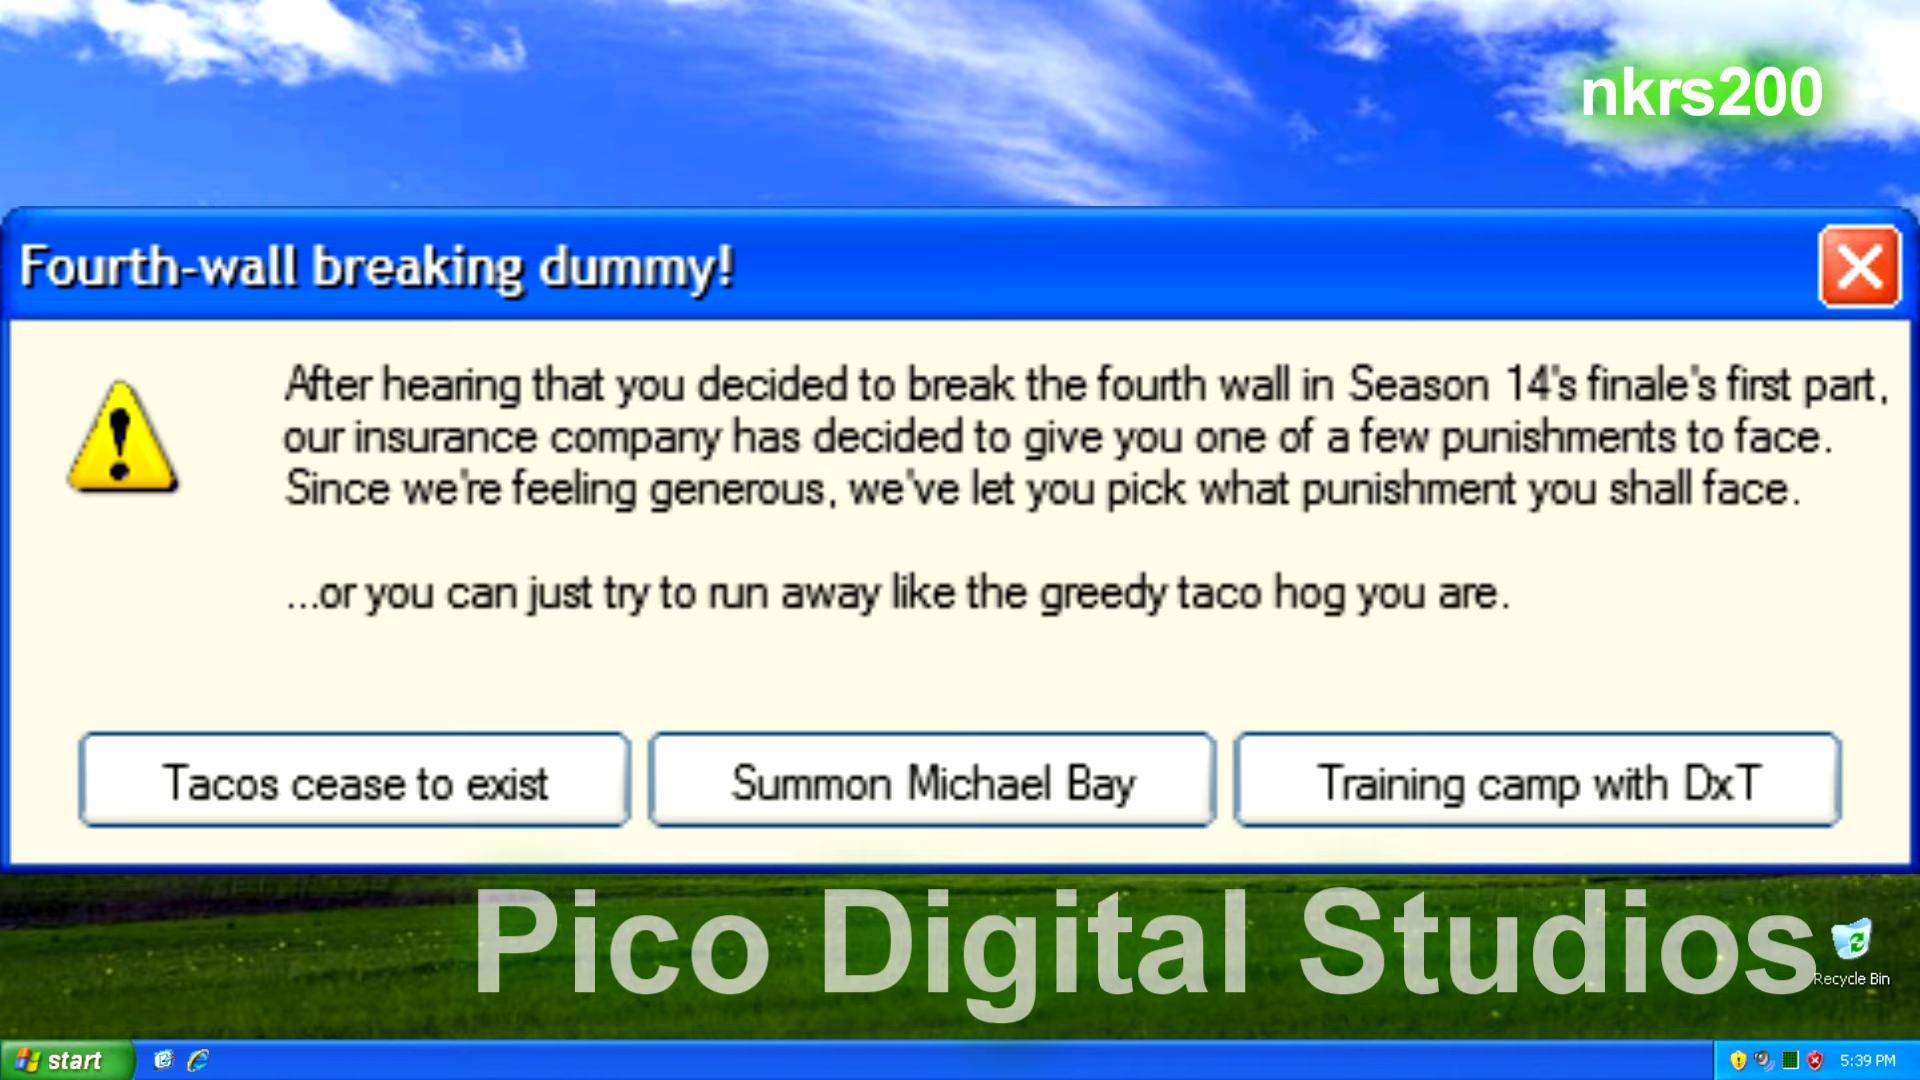 nkrs200
Fourth-wall breaking dummy!
After hearing that you decided to break the fourth wall in Season 14's finale's first part,
our insurance company has decided to give you one of a few punishments to face.
Since we're feeling generous, we've let you pick what punishment you shall face.
...or you can just try to run away like the greedy taco hog you are.
Tacos cease to exist
Summon Michael Bay
Training camp with DxT
Pico Digital Studios
Recycle Bin
start
5:39 PM